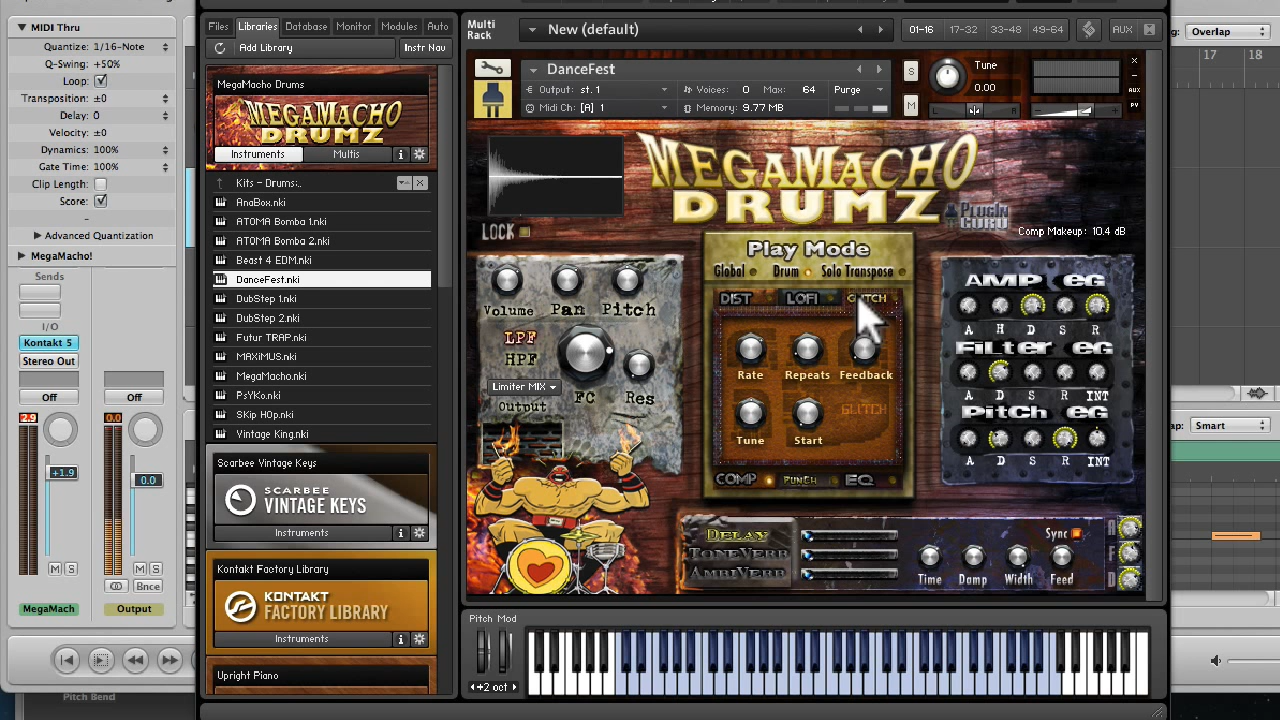 MIDI Thru
Quantize: 1/16-Note
Q-Swing: +50%
Loop:
Transposition: ±0
Delay: 0
Velocity: ±0
Dynamics: 100%
Gate Time: 100%
Clip Length:
Score:
Advanced Quantization
MegaMacho!
Sends
I/O
Kontakt 5
Stereo Out
Off
Off
2.9
0.0
+1.9
0.0
M S
M S
Bnce
MegaMach
Output
Pitch Bend
Files
Libraries
Database
Monitor
Modules
Auto
Add Library
Instr Nav
MegaMacho Drums
MEGAMACHO
DRUMZ
Instruments
Multis
Kits - Drums:.
AnaBox.nki
ATOMA Bomba 1.nki
ATOMA Bomba 2.nki
Beast 4 EDM.nki
DanceFest.nki
DubStep 1.nki
DubStep 2.nki
Futur TRAP.nki
MAXIMUS.nki
MegaMacho.nki
PsYKo.nki
SKip HOp.nki
Vintage King.nki
Scarbee Vintage Keys
SCARBEE
VINTAGE KEYS
Instruments
Kontakt Factory Library
KONTAKT
FACTORY LIBRARY
Instruments
Upright Piano
Multi
Rack
New (default)
01-16
17-32
33-48
49-64
AUX
DanceFest
Output: st. 1
Voices: 0
Max: 64
Purge
Midi Ch: [A] 1
Memory: 9.77 MB
S
M
Tune
0.00
L
R
AUX
PV
MEGAMACHO
DRUMZ
PLUGIN
GURU
Comp Makeup: 10.4 dB
LOCK
Play Mode
Global
Drum
Solo Transpose
DIST
LOFI
GLITCH
Volume
Pan
Pitch
LPF
HPF
Limiter MIX
Output
FC
Res
Rate
Repeats
Feedback
Tune
Start
GLITCH
COMP
PUNCH
EQ
AMP EG
A H D S R
Filter EG
A D S R INT
Pitch EG
A D S R INT
Delay
ToneVerb
AmbiVerb
Sync
Time
Damp
Width
Feed
A
F
D
Pitch Mod
+2 oct
Overlap
17
18
Smart